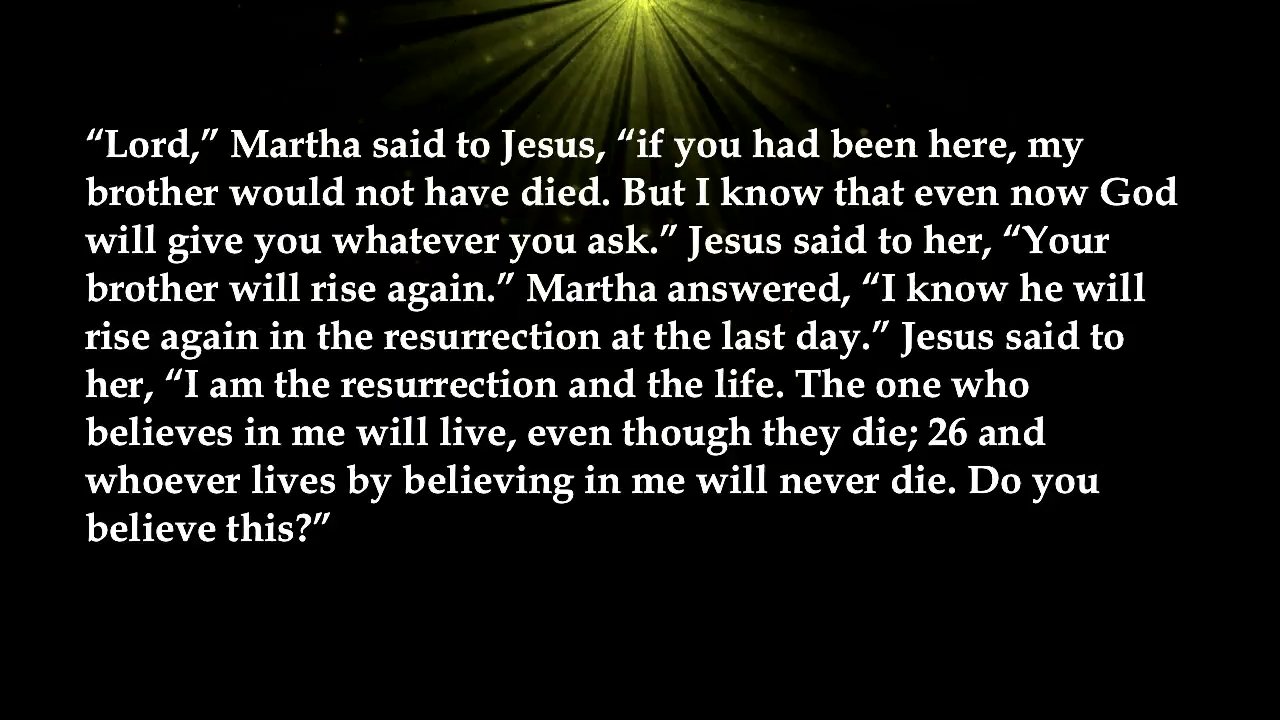 “Lord,” Martha said to Jesus, “if you had been here, my
brother would not have died. But I know that even now God
will give you whatever you ask.” Jesus said to her, “Your
brother will rise again.” Martha answered, “I know he will
rise again in the resurrection at the last day.” Jesus said to
her, “I am the resurrection and the life. The one who
believes in me will live, even though they die; 26 and
whoever lives by believing in me will never die. Do you
believe this?”